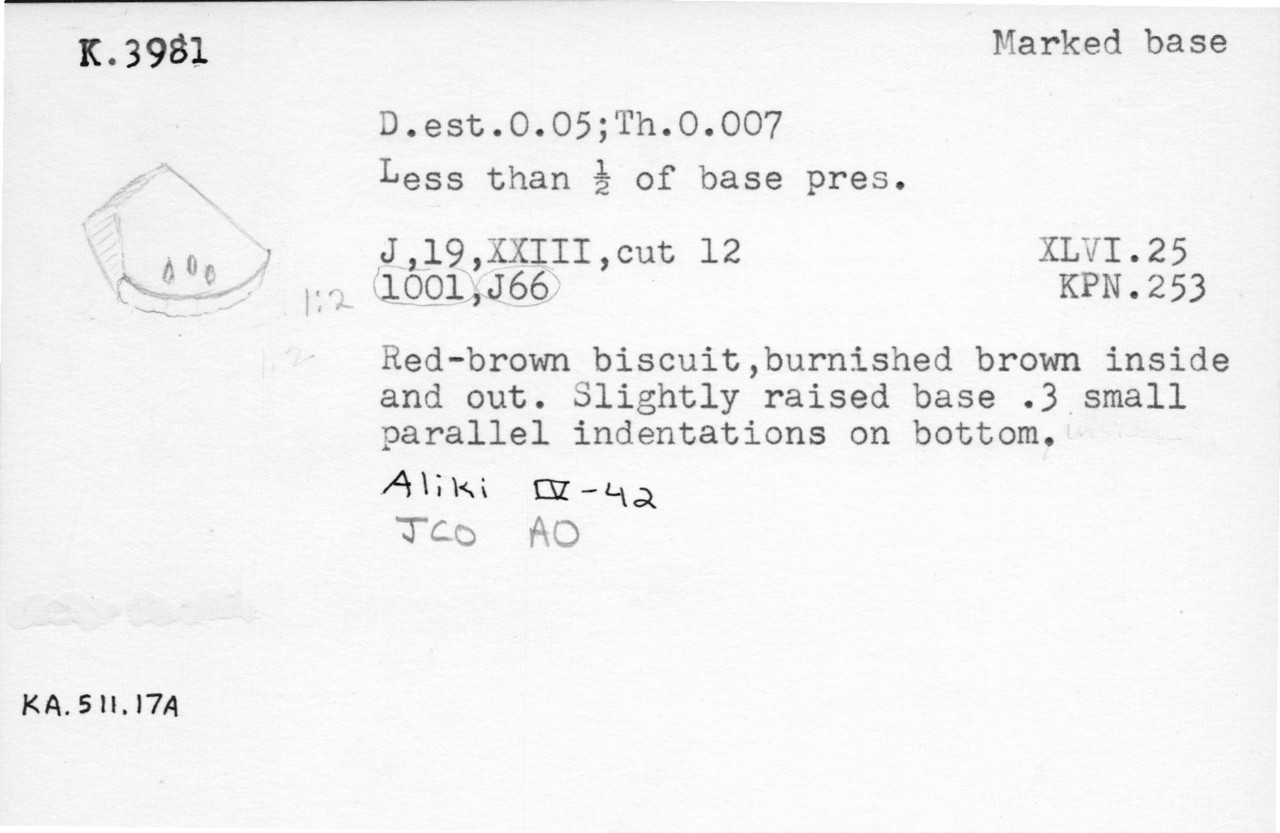 K.3981
Marked base
D.est.0.05;Th.0.007
Less than ½ of base pres.
J,19,XXIII,cut 12
XLVI.25
1001,J66
KPN.253
1:2
1:2
Red-brown biscuit,burnished brown inside
and out. Slightly raised base .3 small
parallel indentations on bottom.
Aliki IV-42
JCO AO
KA.511.17A